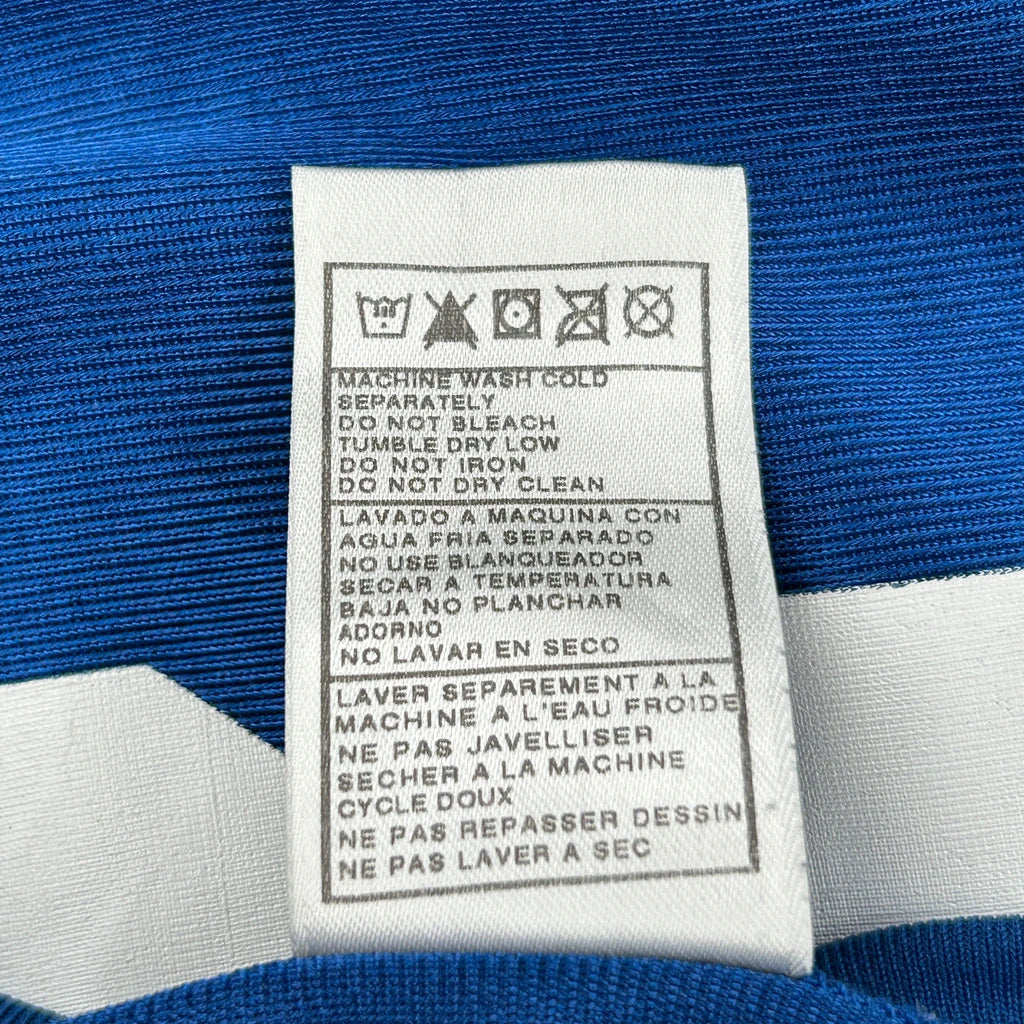 MACHINE WASH COLD
SEPARATELY
DO NOT BLEACH
TUMBLE DRY LOW
DO NOT IRON
DO NOT DRY CLEAN
LAVADO A MAQUINA CON
AGUA FRIA SEPARADO
NO USE BLANQUEADOR
SECAR A TEMPERATURA
BAJA NO PLANCHAR
ADORNO
NO LAVAR EN SECO
LAVER SEPAREMENT A LA
MACHINE A L'EAU FROIDE
NE PAS JAVELLISER
SECHER A LA MACHINE
CYCLE DOUX
NE PAS REPASSER DESSIN
NE PAS LAVER A SEC